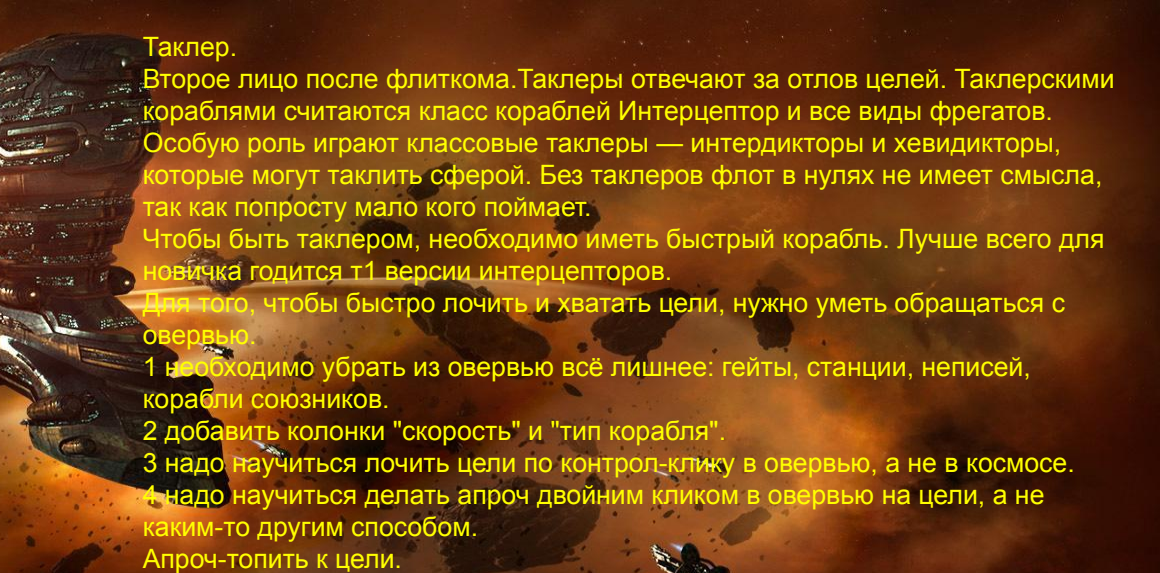 Таклер.
Второе лицо после флиткома.Таклеры отвечают за отлов целей. Таклерскими
кораблями считаются класс кораблей Интерцептор и все виды фрегатов.
Особую роль играют классовые таклеры — интердикторы и хевидикторы,
которые могут таклить сферой. Без таклеров флот в нулях не имеет смысла,
так как попросту мало кого поймает.
Чтобы быть таклером, необходимо иметь быстрый корабль. Лучше всего для
новичка годится т1 версии интерцепторов.
Для того, чтобы быстро лочить и хватать цели, нужно уметь обращаться с
овервью.
1 необходимо убрать из овервью всё лишнее: гейты, станции, неписей,
корабли союзников.
2 добавить колонки "скорость" и "тип корабля".
3 надо научиться лочить цели по контрол-клику в овервью, а не в космосе.
4 надо научиться делать апроч двойним кликом в овервью на цели, а не
каким-то другим способом.
Апроч-топить к цели.